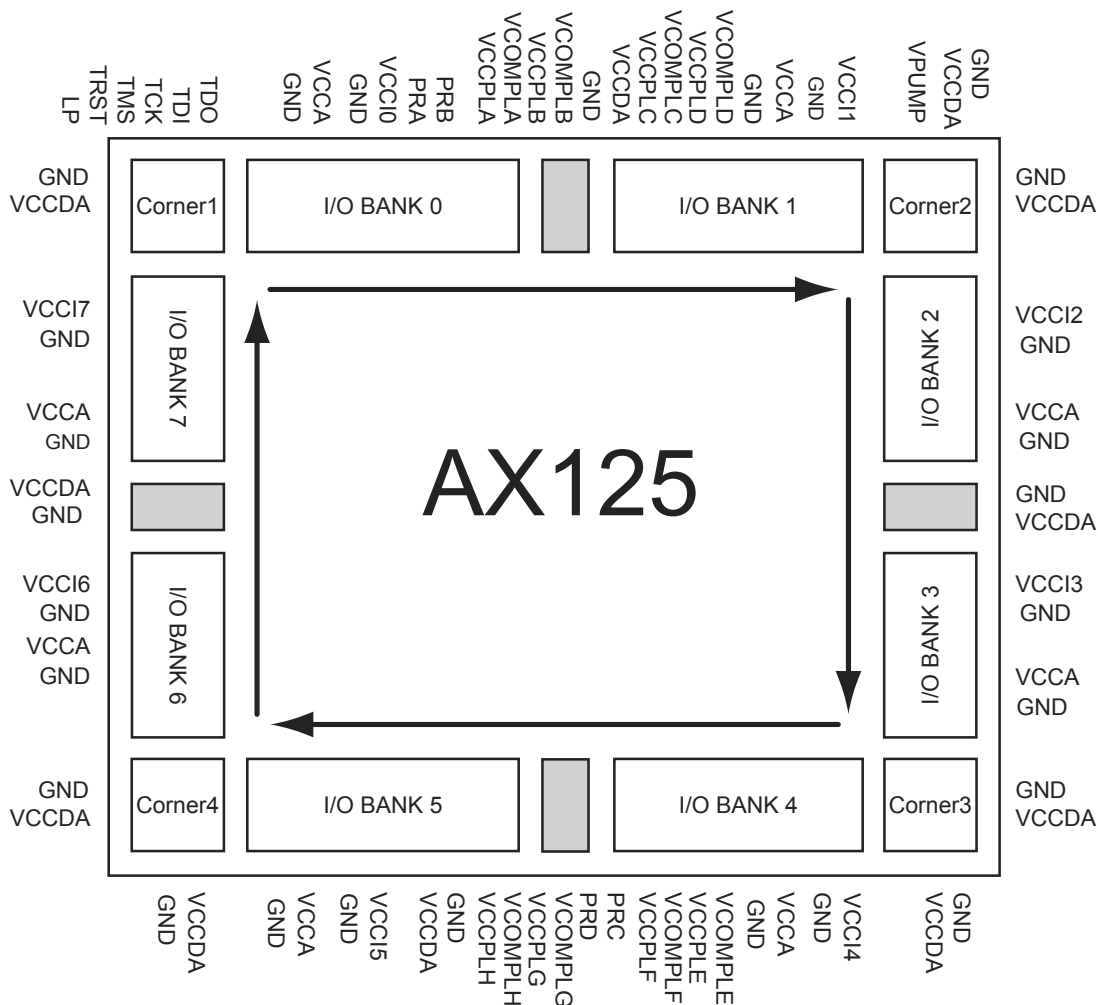 LP
TRST
TMS
TCK
TDI
TDO
GND
VCCA
GND
VCCI0
PRA
PRB
VCCPLA
VCOMPLA
VCCPLB
VCOMPLB
GND
VCCDA
VCCPLC
VCOMPLC
VCCPLD
VCOMPLD
GND
VCCA
GND
VCCI1
VPUMP
VCCDA
GND
GND
VCCDA
Corner1
I/O BANK 0
I/O BANK 1
Corner2
GND
VCCDA
VCCI7
GND
VCCA
GND
I/O BANK 7
I/O BANK 2
VCCI2
GND
VCCA
GND
AX125
VCCDA
GND
GND
VCCDA
VCCI6
GND
VCCA
GND
I/O BANK 6
I/O BANK 3
VCCI3
GND
VCCA
GND
GND
VCCDA
Corner4
I/O BANK 5
I/O BANK 4
Corner3
GND
VCCDA
GND
VCCDA
GND
VCCA
GND
VCCI5
VCCDA
GND
VCCPLH
VCOMPLH
VCCPLG
VCOMPLG
PRD
PRC
VCCPLF
VCOMPLF
VCCPLE
VCOMPLE
GND
VCCA
GND
VCCI4
VCCDA
GND